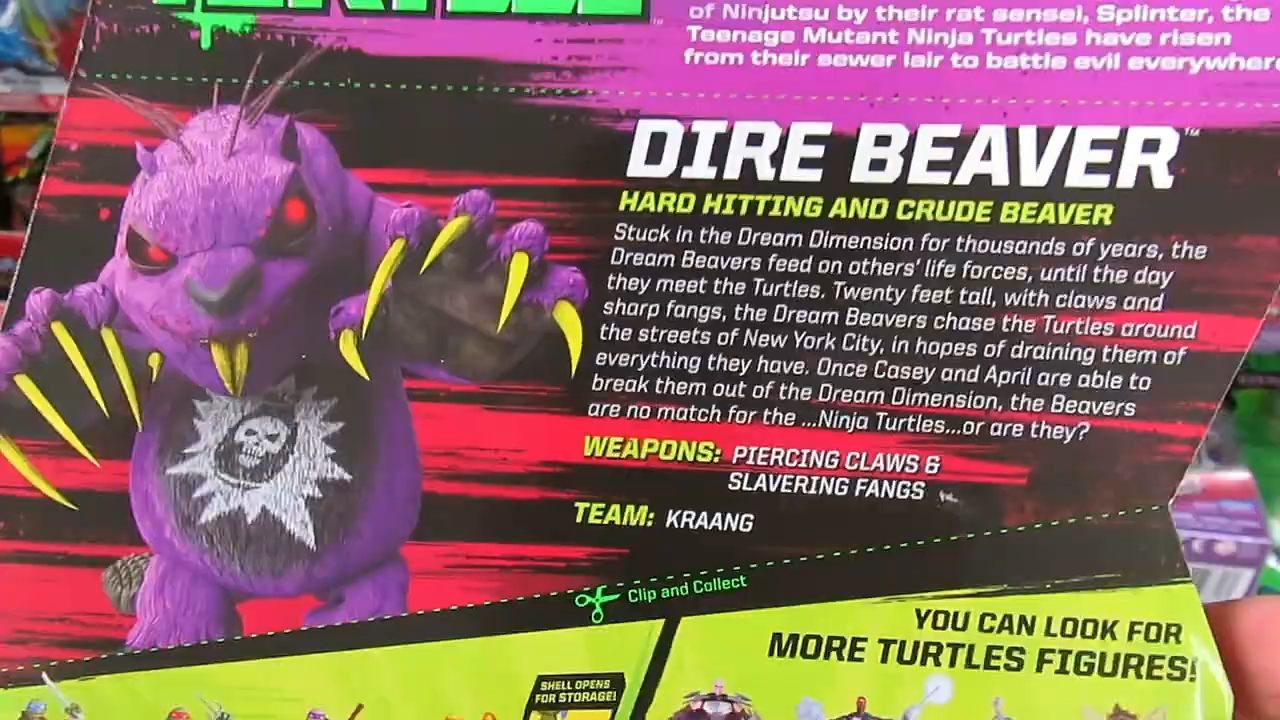 of Ninjutsu by their rat sensei, Splinter, the
Teenage Mutant Ninja Turtles have risen
from their sewer lair to battle evil everywhere
DIRE BEAVER™
HARD HITTING AND CRUDE BEAVER
Stuck in the Dream Dimension for thousands of years, the
Dream Beavers feed on others' life forces, until the day
they meet the Turtles. Twenty feet tall, with claws and
sharp fangs, the Dream Beavers chase the Turtles around
the streets of New York City, in hopes of draining them of
everything they have. Once Casey and April are able to
break them out of the Dream Dimension, the Beavers
are no match for the ...Ninja Turtles...or are they?
WEAPONS: PIERCING CLAWS &
SLAVERING FANGS
TEAM: KRAANG
Clip and Collect
YOU CAN LOOK FOR
MORE TURTLES FIGURES!
SHELL OPENS
FOR STORAGE!